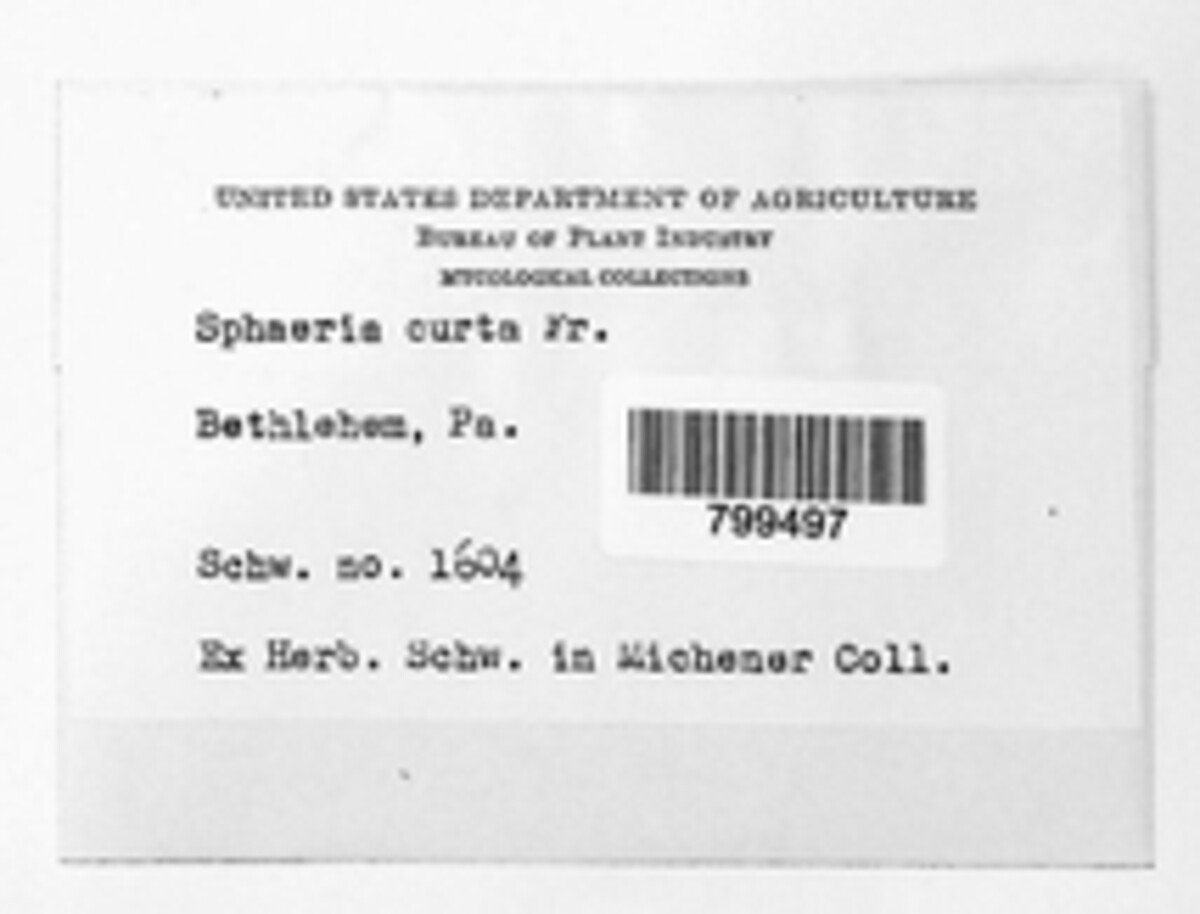 UNITED STATES DEPARTMENT OF AGRICULTURE
BUREAU OF PLANT INDUSTRY
MYCOLOGICAL COLLECTIONS
Sphaeria curta Fr.
Bethlehem, Pa.
799497
Schw. no. 1604
Ex Herb. Schw. in Michener Coll.